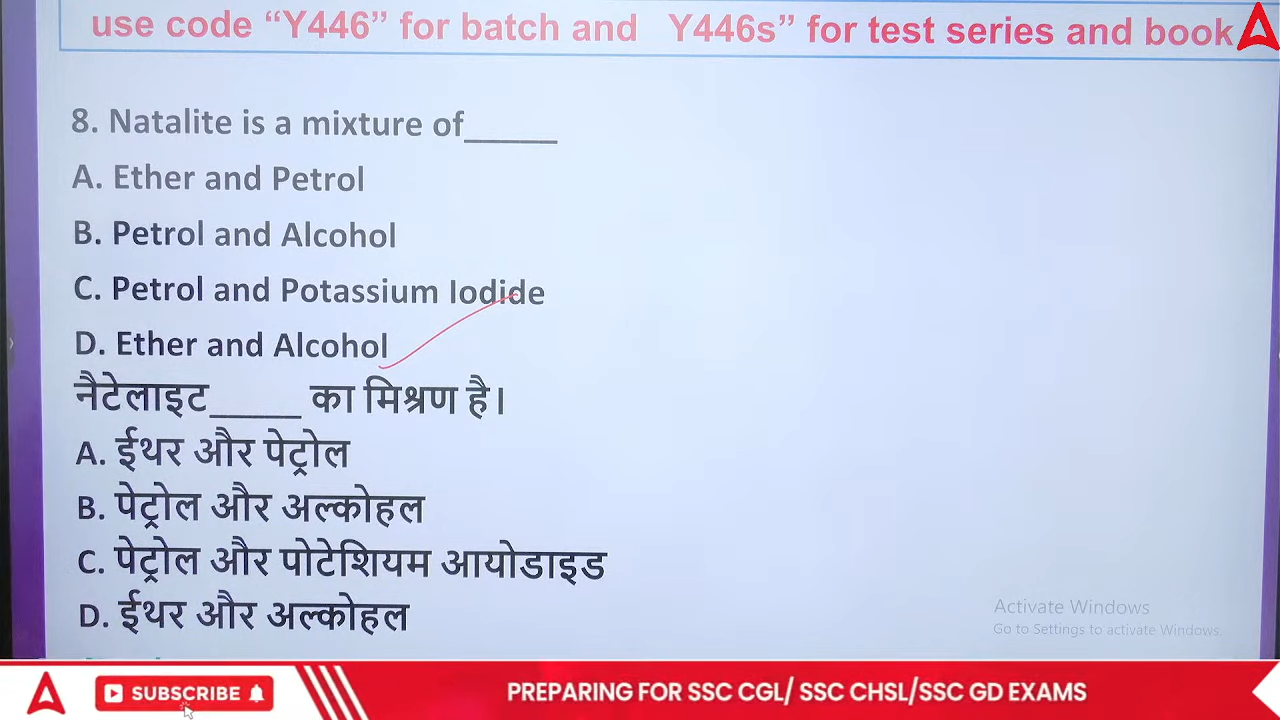 use code “Y446” for batch and Y446s” for test series and book
8. Natalite is a mixture of_____
A. Ether and Petrol
B. Petrol and Alcohol
C. Petrol and Potassium Iodide
D. Ether and Alcohol
नैटेलाइट_____ का मिश्रण है।
A. ईथर और पेट्रोल
B. पेट्रोल और अल्कोहल
C. पेट्रोल और पोटेशियम आयोडाइड
D. ईथर और अल्कोहल
Activate Windows
Go to Settings to activate Windows.
SUBSCRIBE
PREPARING FOR SSC CGL/ SSC CHSL/SSC GD EXAMS